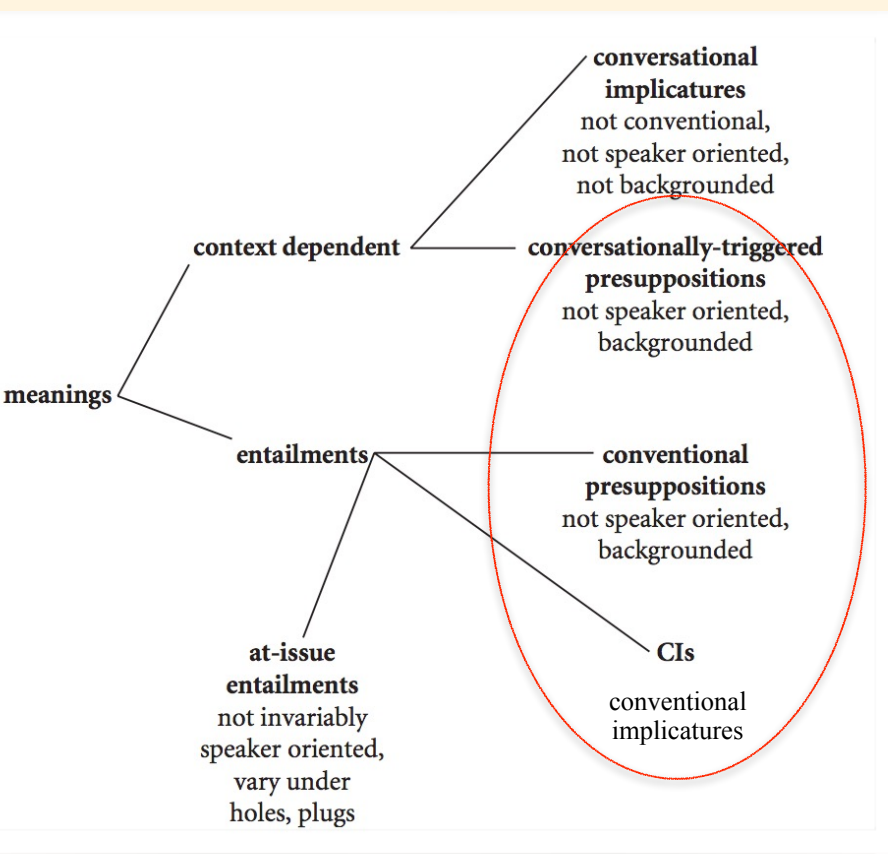 conversational
implicatures
not conventional,
not speaker oriented,
not backgrounded
context dependent
conversationally-triggered
presuppositions
not speaker oriented,
backgrounded
meanings
entailments
conventional
presuppositions
not speaker oriented,
backgrounded
at-issue
entailments
not invariably
speaker oriented,
vary under
holes, plugs
CIs
conventional
implicatures